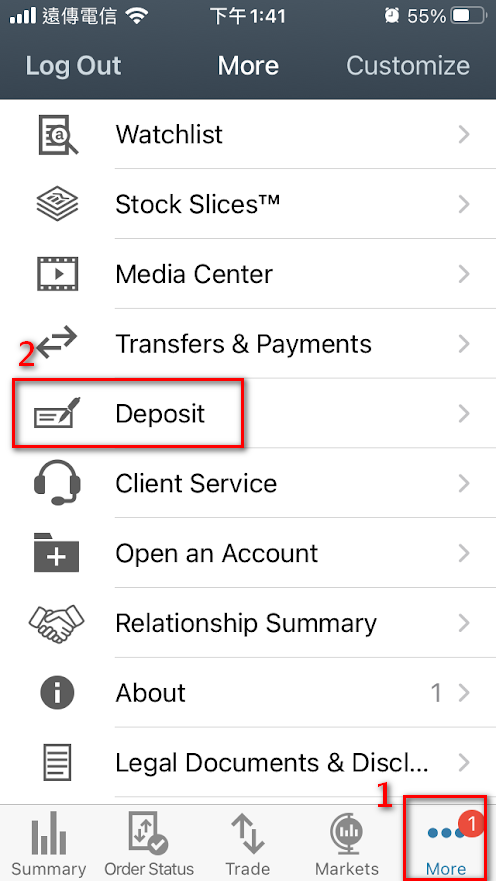 遠傳電信 下午 1:41 55%
Log Out More Customize
Watchlist
Stock Slices™
Media Center
Transfers & Payments
2
Deposit
Client Service
Open an Account
Relationship Summary
About 1
Legal Documents & Discl...
1
1
Summary Order Status Trade Markets More